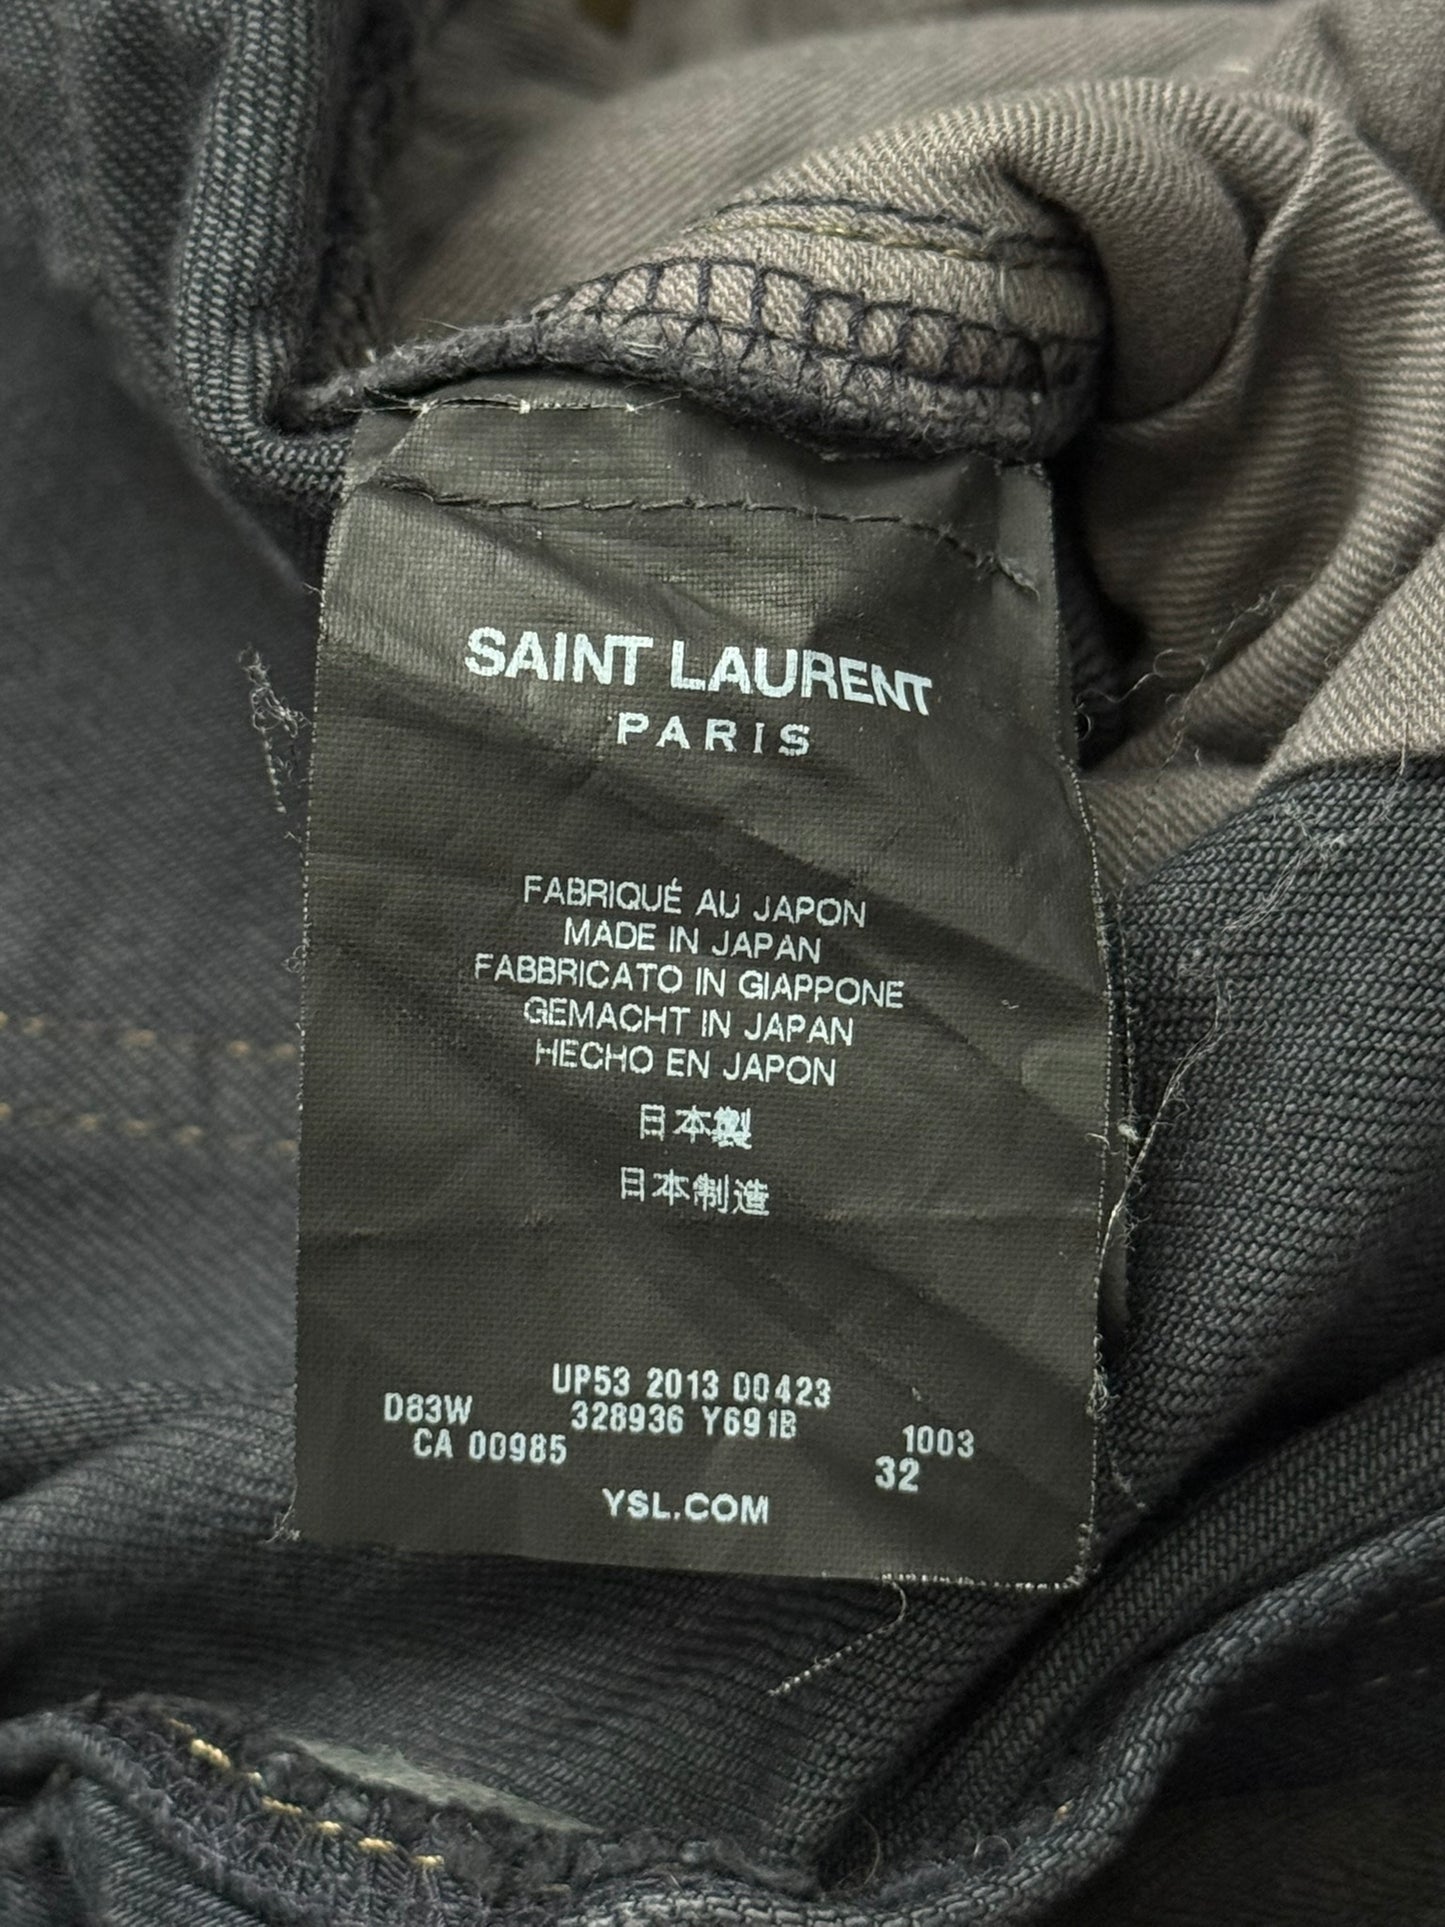 SAINT LAURENT
PARIS
FABRIQUÉ AU JAPON
MADE IN JAPAN
FABBRICATO IN GIAPPONE
GEMACHT IN JAPAN
HECHO EN JAPON
日本製
日本制造
UP53 2013 00423
D83W 328936 Y691B 1003
CA 00985 32
YSL.COM